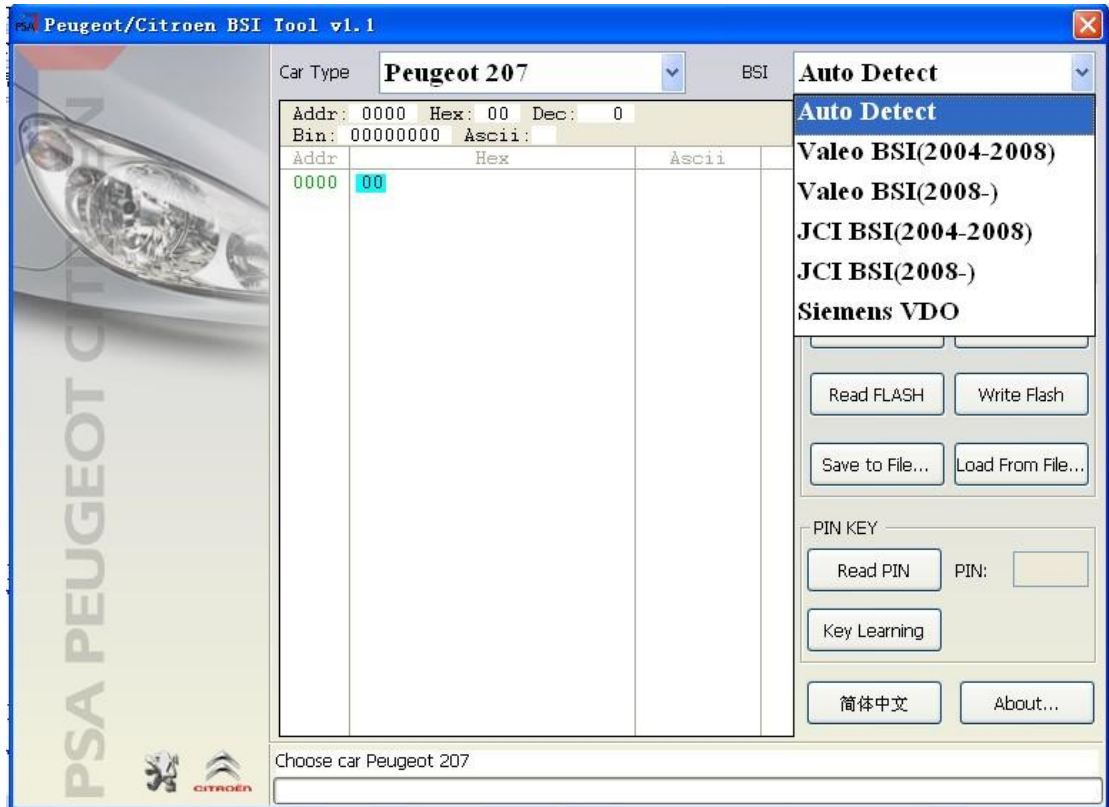 Peugeot/Citroen BSI Tool v1.1
Car Type Peugeot 207 BSI Auto Detect
Auto Detect
Valeo BSI(2004-2008)
Valeo BSI(2008-)
JCI BSI(2004-2008)
JCI BSI(2008-)
Siemens VDO
Addr: 0000 Hex: 00 Dec: 0
Bin: 00000000 Ascii:
Addr Hex Ascii
0000 00
Read FLASH Write Flash
Save to File... Load From File...
PIN KEY
Read PIN PIN:
Key Learning
简体中文 About...
Choose car Peugeot 207
PSA PEUGEOT CITROËN
CITROËN